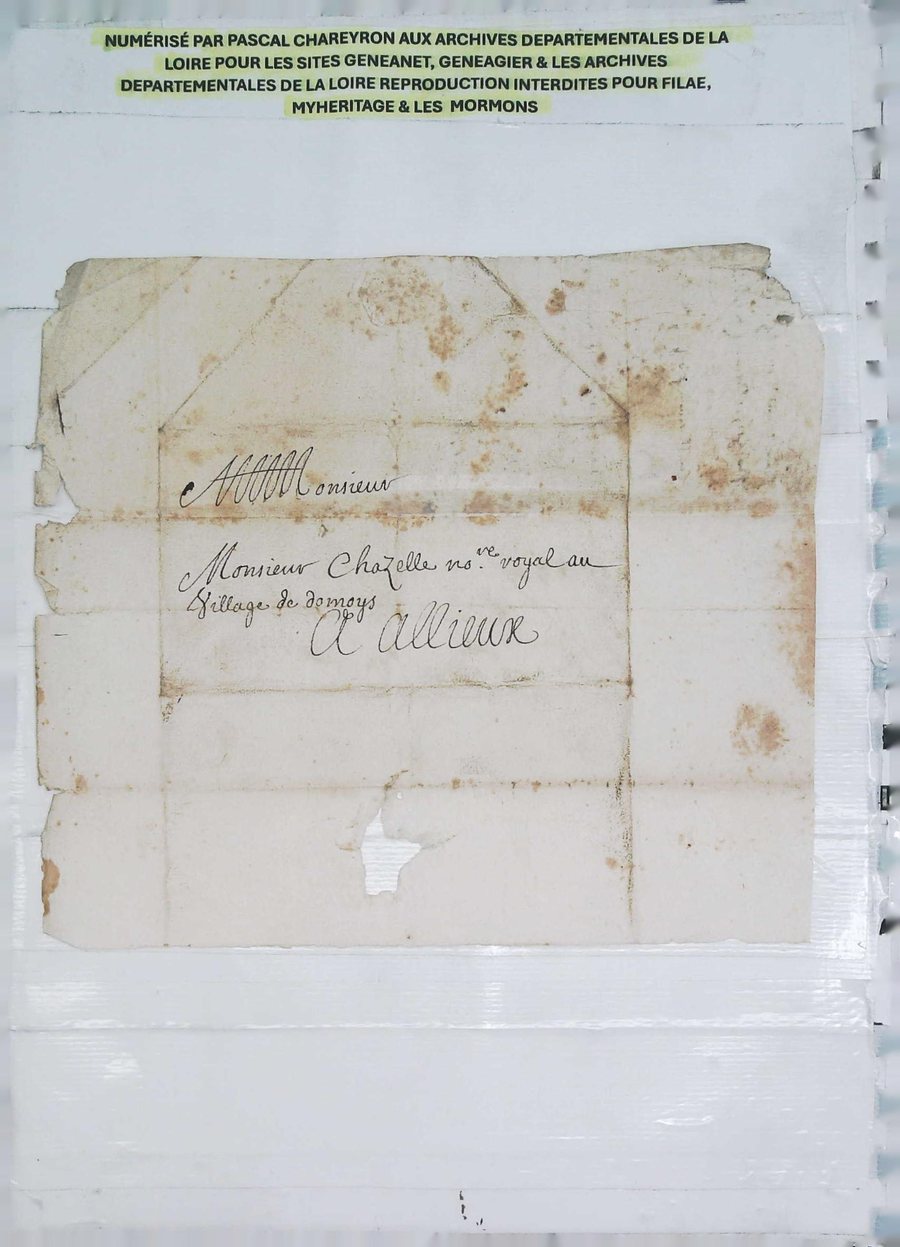 NUMÉRISÉ PAR PASCAL CHAREYRON AUX ARCHIVES DEPARTEMENTALES DE LA
LOIRE POUR LES SITES GENEANET, GENEAGIER & LES ARCHIVES
DEPARTEMENTALES DE LA LOIRE REPRODUCTION INTERDITES POUR FILAE,
MYHERITAGE & LES MORMONS
Monsieur
Monsieur Chazelle no.re royal au
Village de demoys
A allieux